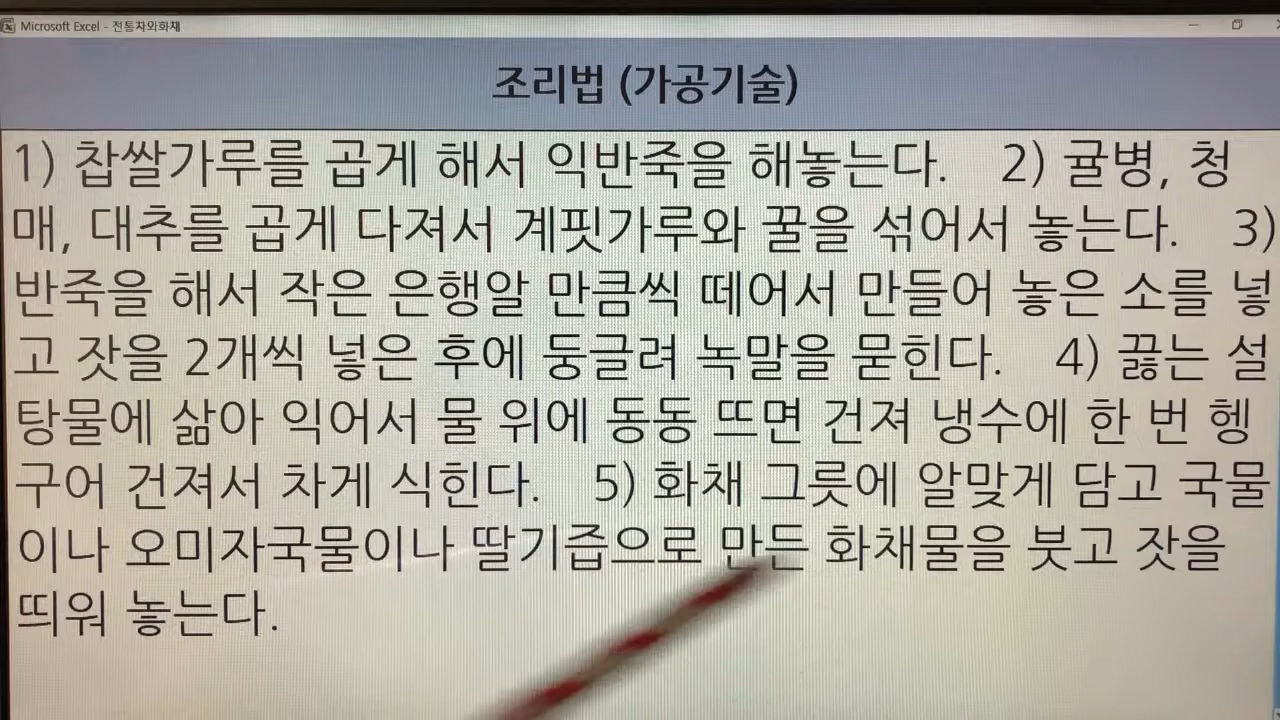 Microsoft Excel - 전통차와화채
조리법 (가공기술)
1) 찹쌀가루를 곱게 해서 익반죽을 해놓는다. 2) 귤병, 청
매, 대추를 곱게 다져서 계핏가루와 꿀을 섞어서 놓는다. 3)
반죽을 해서 작은 은행알 만큼씩 떼어서 만들어 놓은 소를 넣
고 잣을 2개씩 넣은 후에 둥글려 녹말을 묻힌다. 4) 끓는 설
탕물에 삶아 익어서 물 위에 동동 뜨면 건져 냉수에 한 번 헹
구어 건져서 차게 식힌다. 5) 화채 그릇에 알맞게 담고 국물
이나 오미자국물이나 딸기즙으로 만든 화채물을 붓고 잣을
띄워 놓는다.